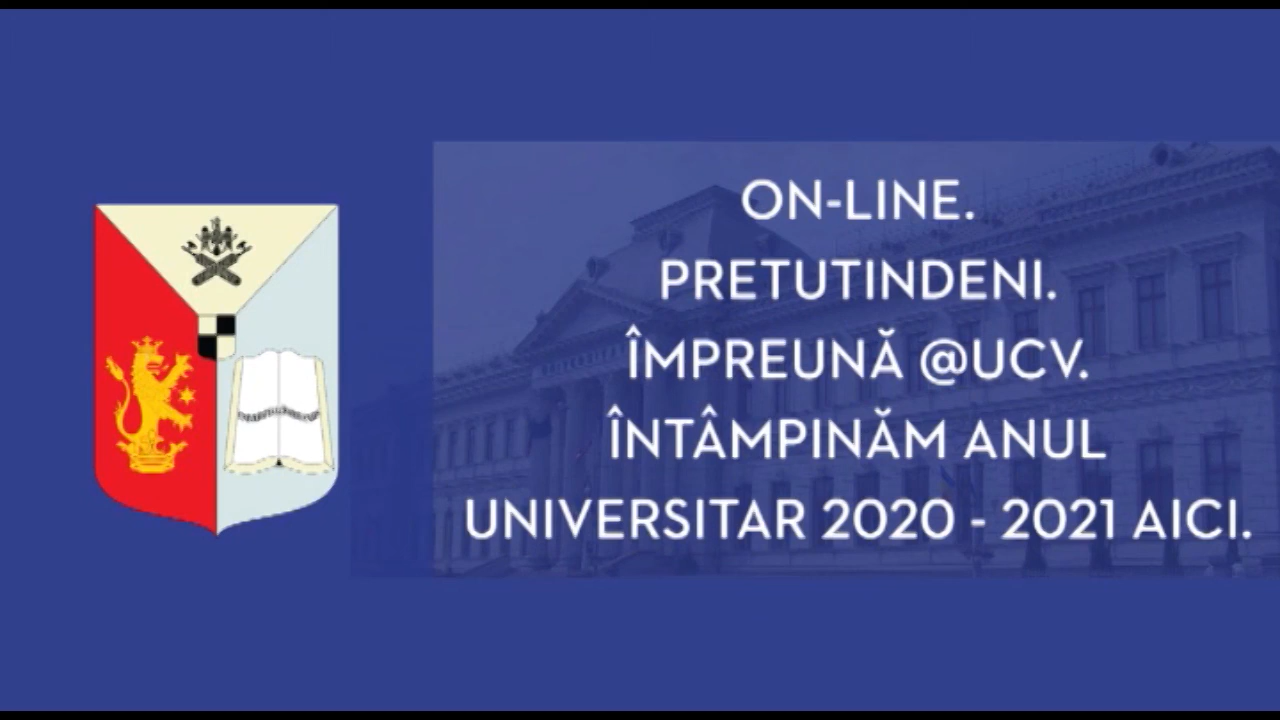 ON-LINE.
PRETUTINDENI.
ÎMPREUNĂ @UCV.
ÎNTÂMPINĂM ANUL
UNIVERSITAR 2020 - 2021 AICI.